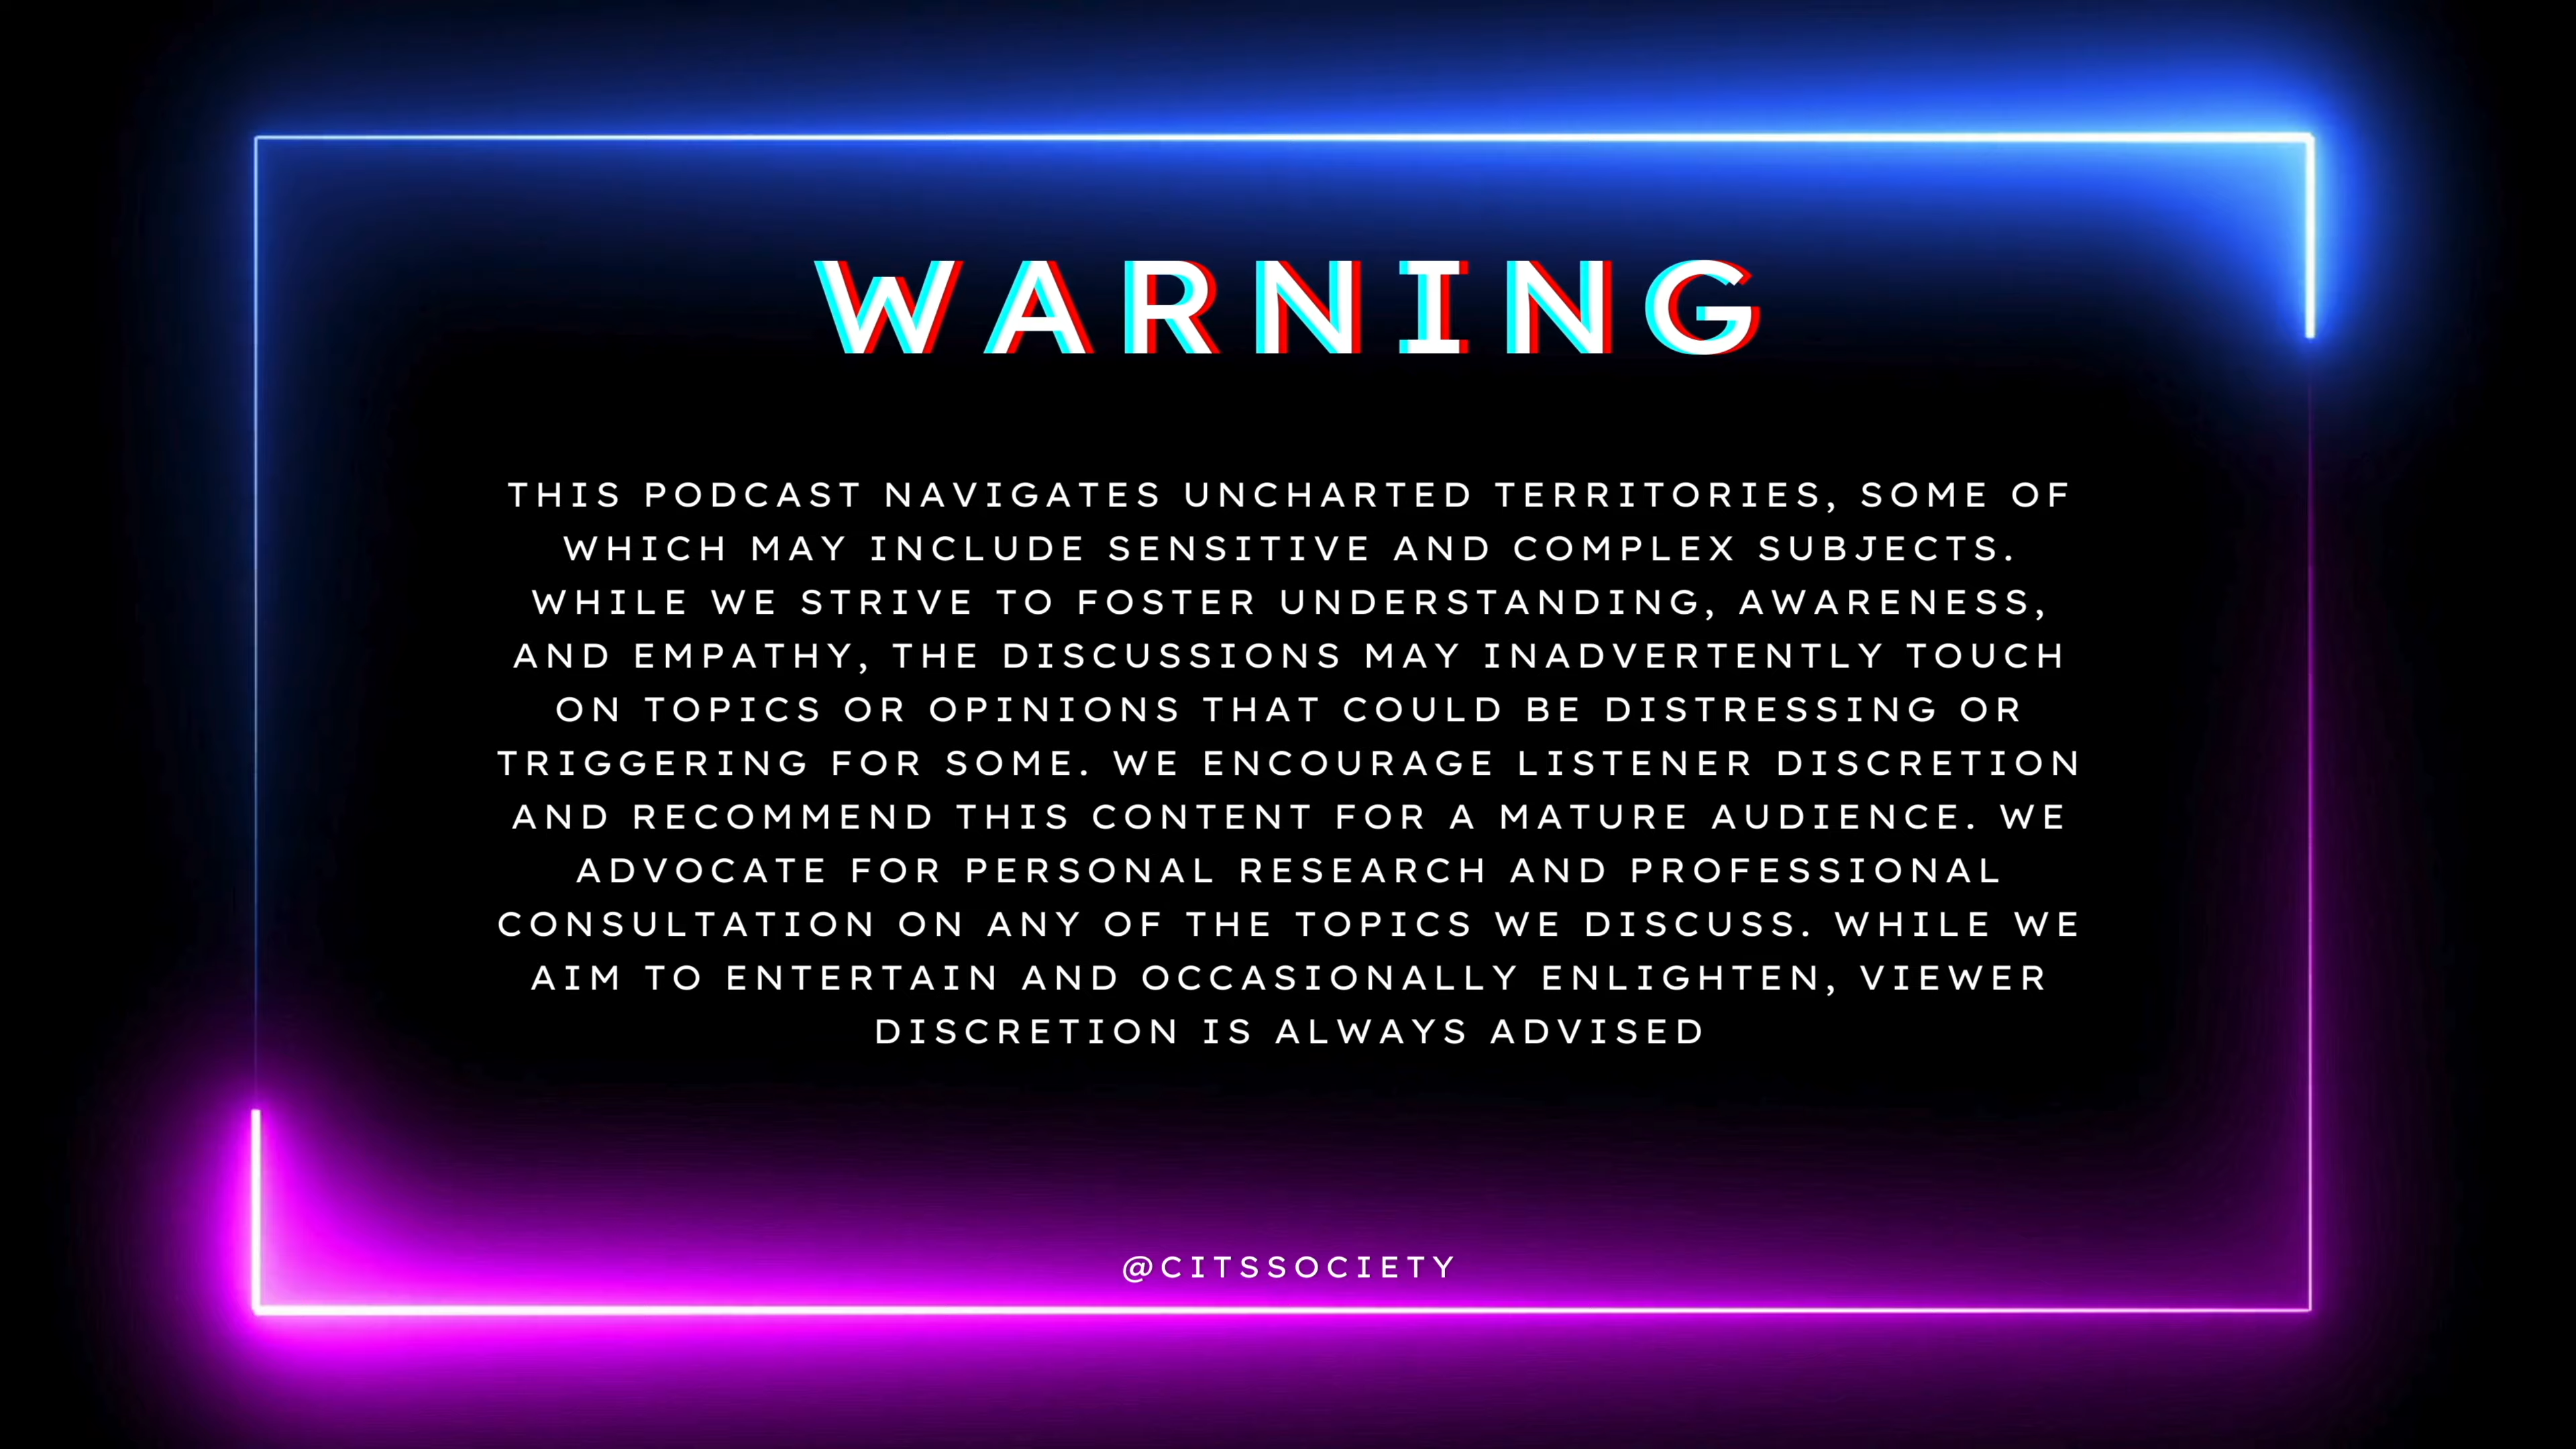 WARNING
THIS PODCAST NAVIGATES UNCHARTED TERRITORIES, SOME OF
WHICH MAY INCLUDE SENSITIVE AND COMPLEX SUBJECTS.
WHILE WE STRIVE TO FOSTER UNDERSTANDING, AWARENESS,
AND EMPATHY, THE DISCUSSIONS MAY INADVERTENTLY TOUCH
ON TOPICS OR OPINIONS THAT COULD BE DISTRESSING OR
TRIGGERING FOR SOME. WE ENCOURAGE LISTENER DISCRETION
AND RECOMMEND THIS CONTENT FOR A MATURE AUDIENCE. WE
ADVOCATE FOR PERSONAL RESEARCH AND PROFESSIONAL
CONSULTATION ON ANY OF THE TOPICS WE DISCUSS. WHILE WE
AIM TO ENTERTAIN AND OCCASIONALLY ENLIGHTEN, VIEWER
DISCRETION IS ALWAYS ADVISED
@CITSSOCIETY